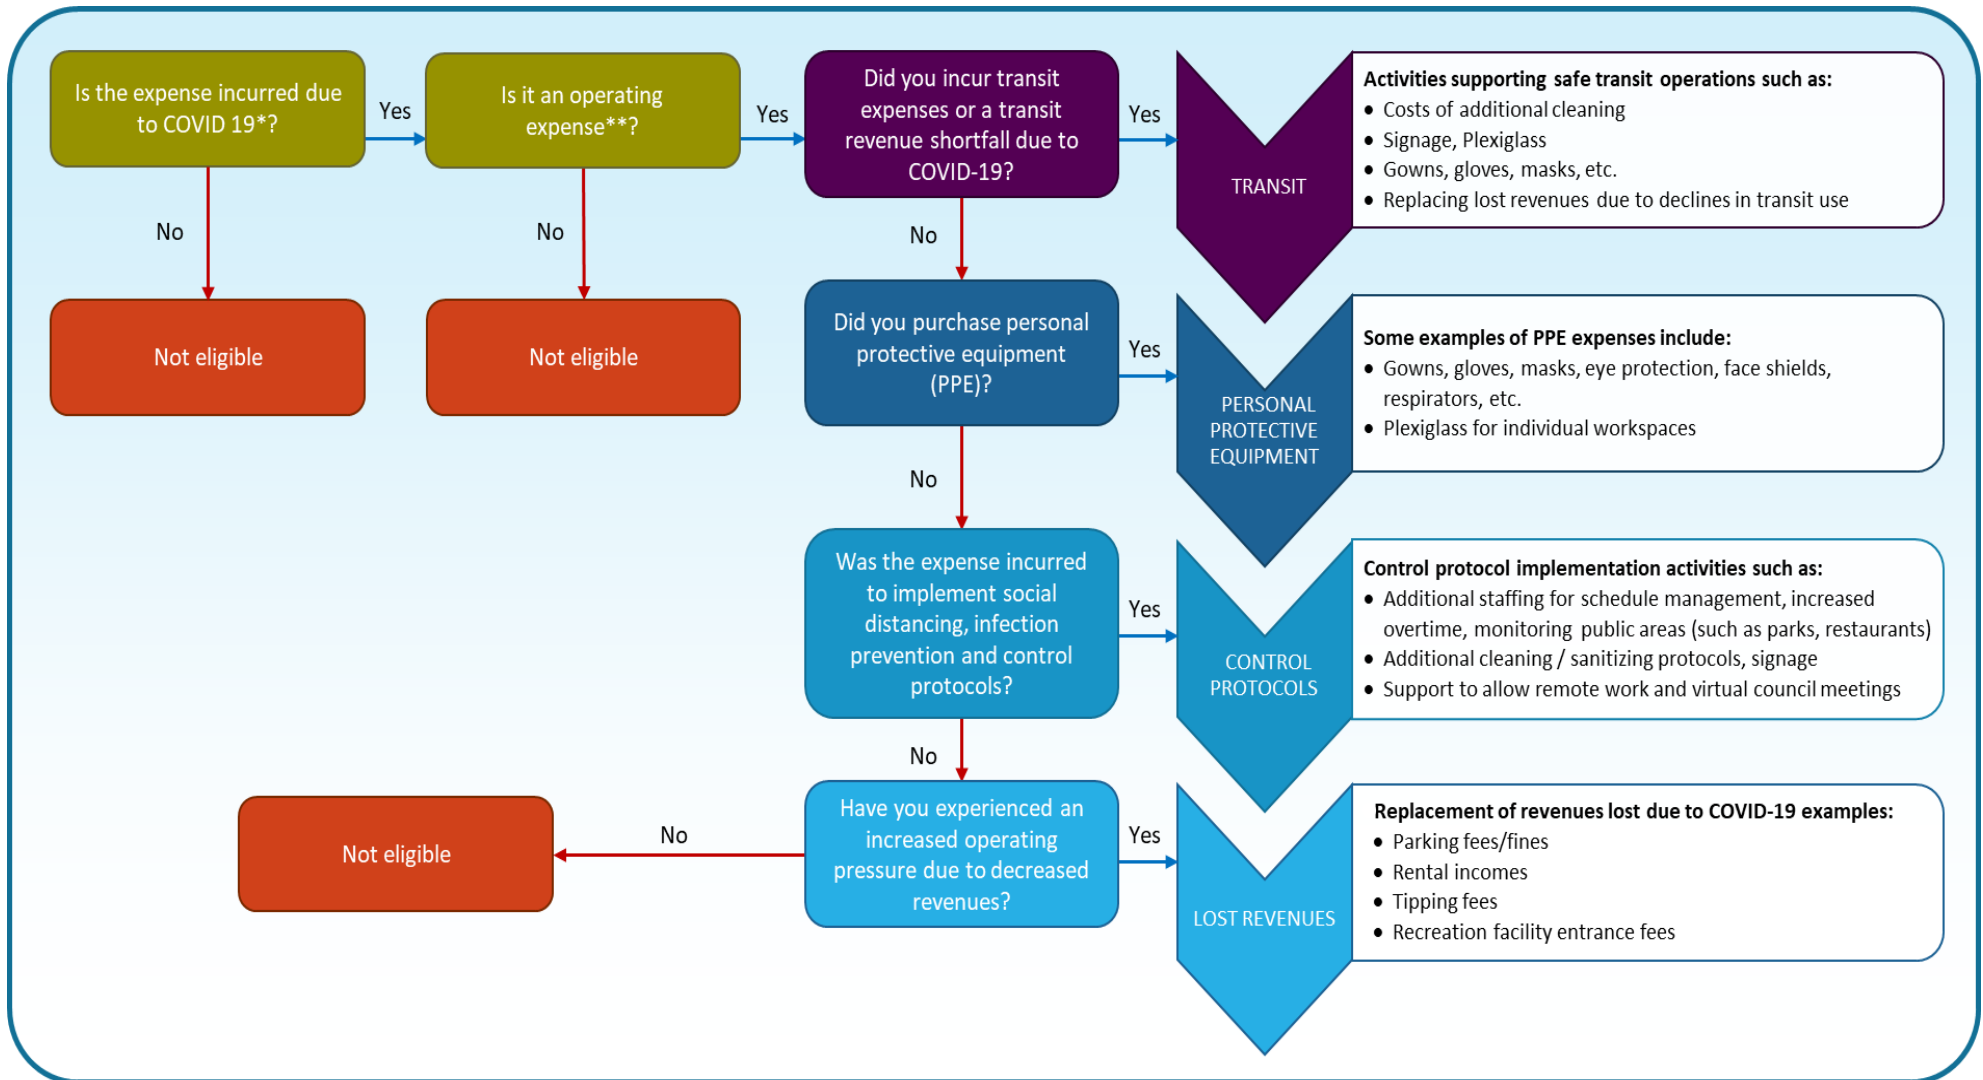 Is the expense incurred due
to COVID 19*?
Yes
Is it an operating
expense**?
Yes
Did you incur transit
expenses or a transit
revenue shortfall due to
COVID-19?
Yes
TRANSIT
Activities supporting safe transit operations such as:
• Costs of additional cleaning
• Signage, Plexiglass
• Gowns, gloves, masks, etc.
• Replacing lost revenues due to declines in transit use
No
No
No
Not eligible
Not eligible
Did you purchase personal
protective equipment
(PPE)?
Yes
PERSONAL
PROTECTIVE
EQUIPMENT
Some examples of PPE expenses include:
• Gowns, gloves, masks, eye protection, face shields,
respirators, etc.
• Plexiglass for individual workspaces
No
Was the expense incurred
to implement social
distancing, infection
prevention and control
protocols?
Yes
CONTROL
PROTOCOLS
Control protocol implementation activities such as:
• Additional staffing for schedule management, increased
overtime, monitoring public areas (such as parks, restaurants)
• Additional cleaning / sanitizing protocols, signage
• Support to allow remote work and virtual council meetings
No
Have you experienced an
increased operating
pressure due to decreased
revenues?
No
Not eligible
Yes
LOST REVENUES
Replacement of revenues lost due to COVID-19 examples:
• Parking fees/fines
• Rental incomes
• Tipping fees
• Recreation facility entrance fees